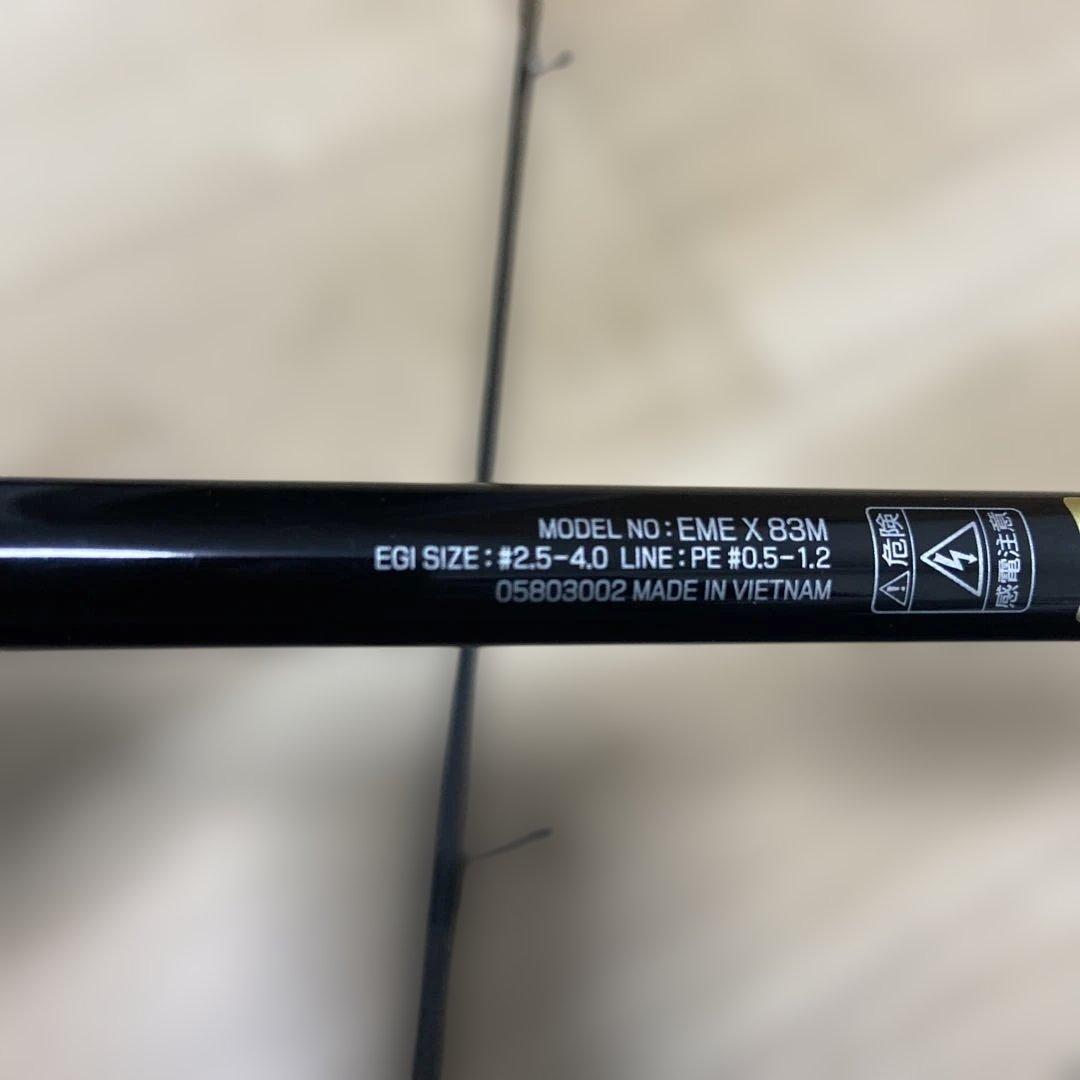 MODEL NO : EME X 83M
EGI SIZE : #2.5-4.0 LINE : PE #0.5-1.2
05803002 MADE IN VIETNAM
危険
感電注意